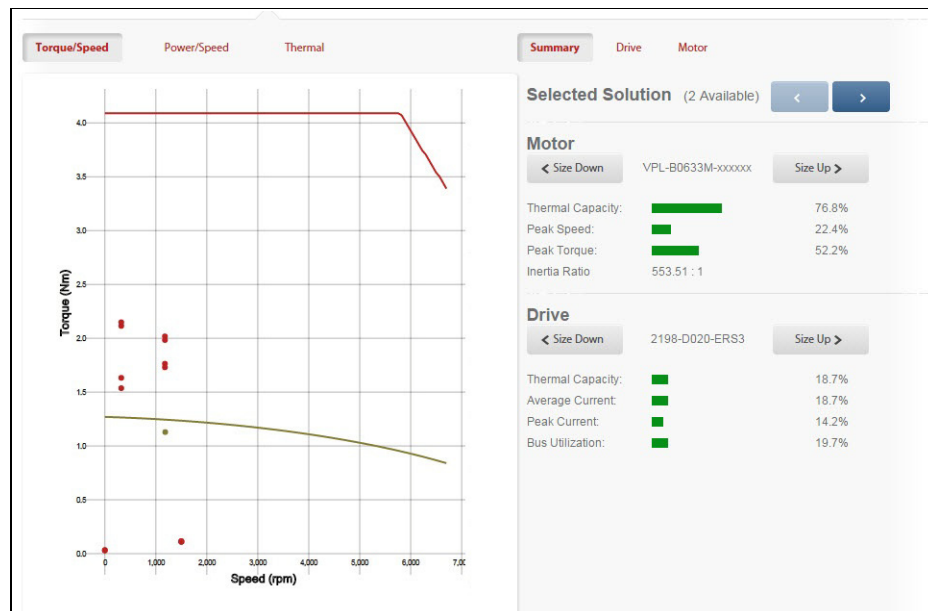 Torque/Speed Power/Speed Thermal
Summary Drive Motor
Selected Solution (2 Available) < >
Motor
< Size Down VPL-B0633M-xxxxxx Size Up >
Thermal Capacity: 76.8%
Peak Speed: 22.4%
Peak Torque: 52.2%
Inertia Ratio 553.51 : 1
Drive
< Size Down 2198-D020-ERS3 Size Up >
Thermal Capacity: 18.7%
Average Current: 18.7%
Peak Current: 14.2%
Bus Utilization: 19.7%
Torque (Nm)
4.0
3.5
3.0
2.5
2.0
1.5
1.0
0.5
0.0
0 1,000 2,000 3,000 4,000 5,000 6,000 7,00
Speed (rpm)